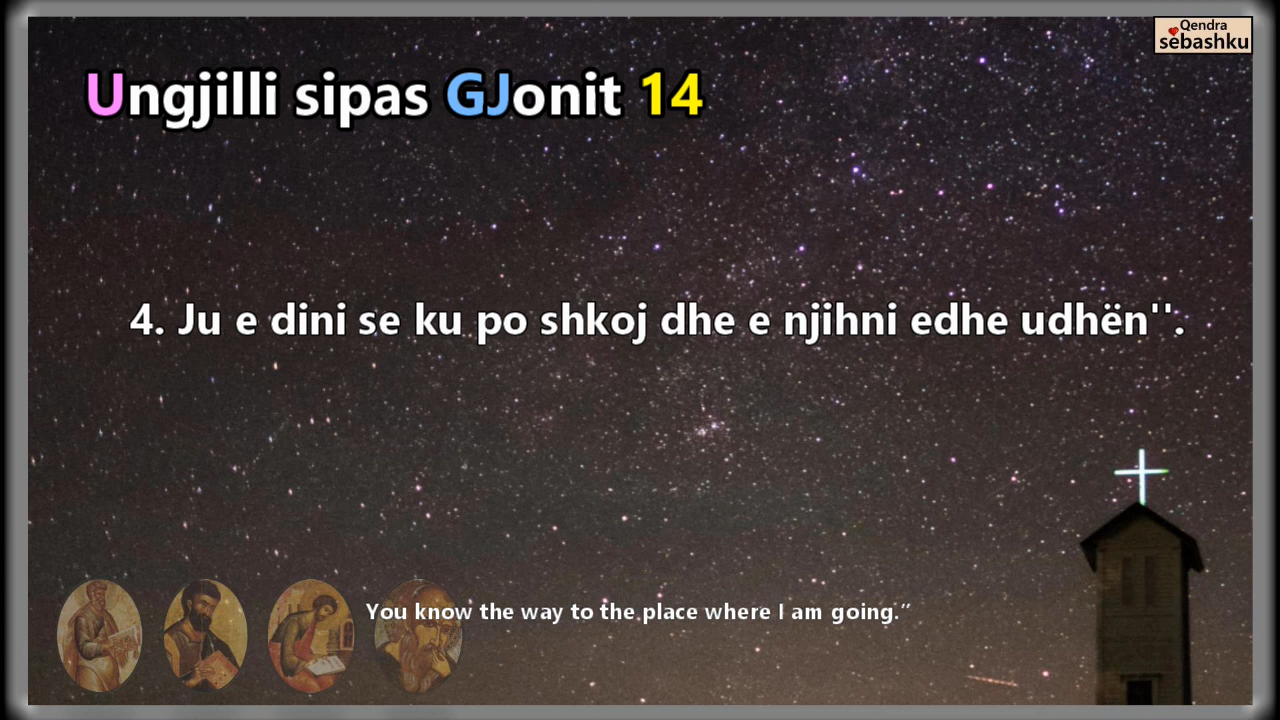 Qendra
sëbashku
Ungjilli sipas GJonit 14
4. Ju e dini se ku po shkoj dhe e njihni edhe udhën''.
You know the way to the place where I am going.”